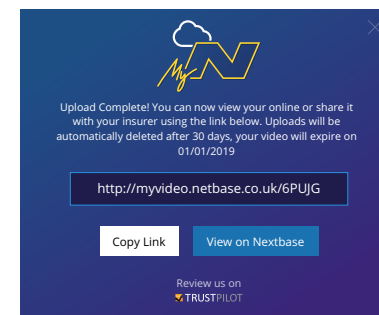 MyN
Upload Complete! You can now view your online or share it
with your insurer using the link below. Uploads will be
automatically deleted after 30 days, your video will expire on
01/01/2019
http://myvideo.netbase.co.uk/6PUJG
Copy Link
View on Nextbase
Review us on
TRUSTPILOT